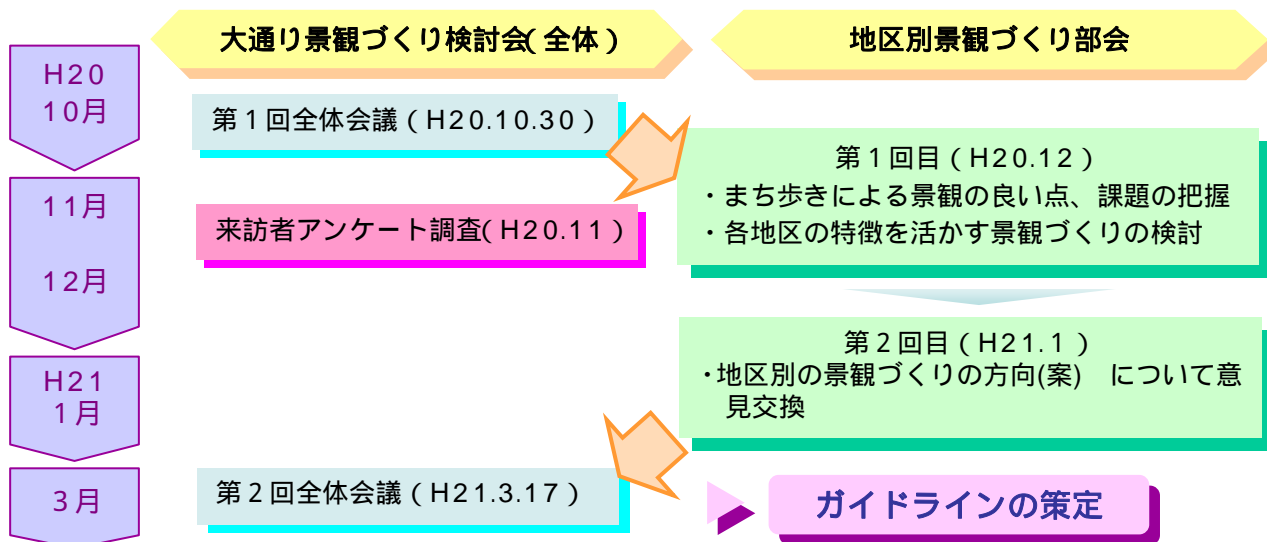 大通り景観づくり検討会(全体)
地区別景観づくり部会
H20
10月
11月
12月
H21
1月
3月
第1回全体会議(H20.10.30)
来訪者アンケート調査(H20.11)
第2回全体会議(H21.3.17)
第1回目(H20.12)
・まち歩きによる景観の良い点、課題の把握
・各地区の特徴を活かす景観づくりの検討
第2回目(H21.1)
・地区別の景観づくりの方向(案) について意
見交換
ガイドラインの策定